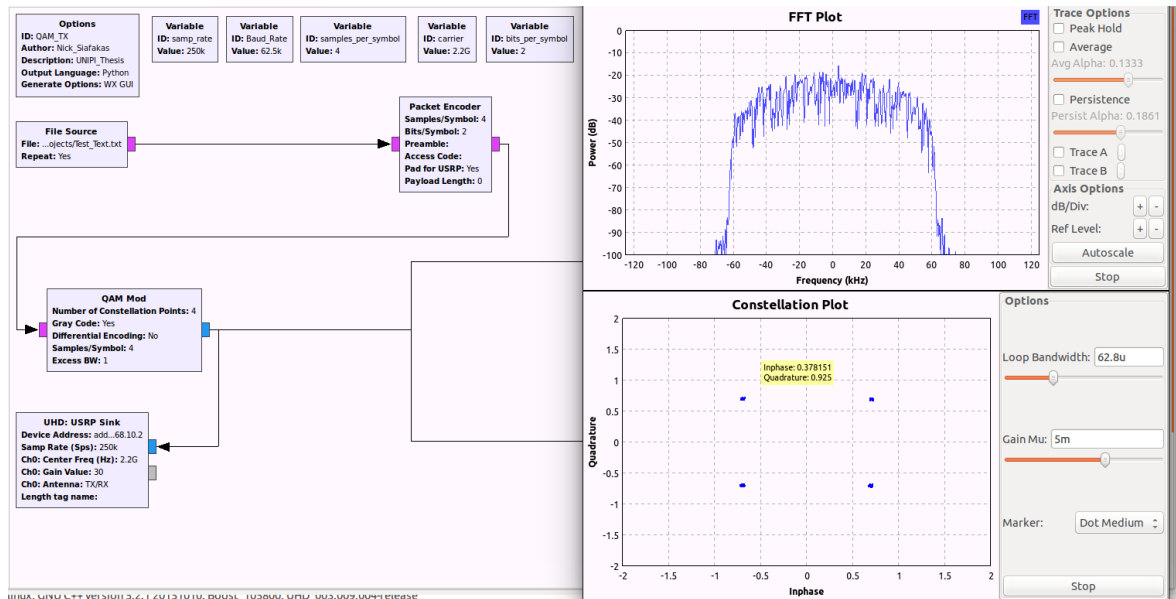 Options
ID: QAM_TX
Author: Nick_Siafakas
Description: UNIPI_Thesis
Output Language: Python
Generate Options: WX GUI
Variable
ID: samp_rate
Value: 250k
Variable
ID: Baud_Rate
Value: 62.5k
Variable
ID: samples_per_symbol
Value: 4
Variable
ID: carrier
Value: 2.2G
Variable
ID: bits_per_symbol
Value: 2
File Source
File: ...ojects/Test_Text.txt
Repeat: Yes
Packet Encoder
Samples/Symbol: 4
Bits/Symbol: 2
Preamble:
Access Code:
Pad for USRP: Yes
Payload Length: 0
QAM Mod
Number of Constellation Points: 4
Gray Code: Yes
Differential Encoding: No
Samples/Symbol: 4
Excess BW: 1
UHD: USRP Sink
Device Address: add...68.10.2
Samp Rate (Sps): 250k
Ch0: Center Freq (Hz): 2.2G
Ch0: Gain Value: 30
Ch0: Antenna: TX/RX
Length tag name:
FFT Plot
FFT
Power (dB)
0
-10
-20
-30
-40
-50
-60
-70
-80
-90
-100
-120 -100 -80 -60 -40 -20 0 20 40 60 80 100 120
Frequency (kHz)
Trace Options
Peak Hold
Average
Avg Alpha: 0.1333
Persistence
Persist Alpha: 0.1861
Trace A
Trace B
Axis Options
dB/Div: + -
Ref Level: + -
Autoscale
Stop
Constellation Plot
Quadrature
2
1.5
1
0.5
0
-0.5
-1
-1.5
-2
Inphase: 0.378151
Quadrature: 0.925
-2 -1.5 -1 -0.5 0 0.5 1 1.5 2
Inphase
Options
Loop Bandwidth: 62.8u
Gain Mu: 5m
Marker: Dot Medium
Stop